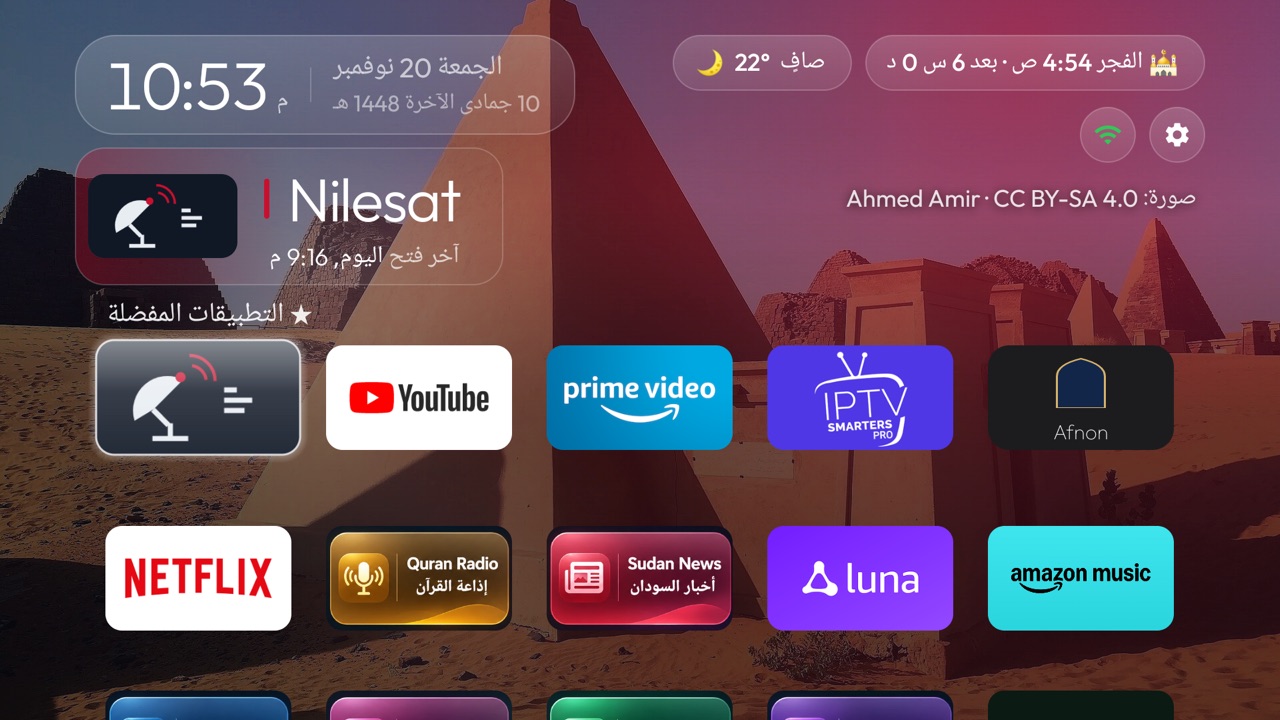 10:53 م
الجمعة 20 نوفمبر
10 جمادى الآخرة 1448 هـ
صافٍ 22°
الفجر 4:54 ص · بعد 6 س 0 د
Nilesat
آخر فتح اليوم, 9:16 م
صورة: Ahmed Amir · CC BY-SA 4.0
★ التطبيقات المفضلة
YouTube
prime video
IPTV
SMARTERS
PRO
Afnon
NETFLIX
Quran Radio
إذاعة القرآن
Sudan News
أخبار السودان
luna
amazon music